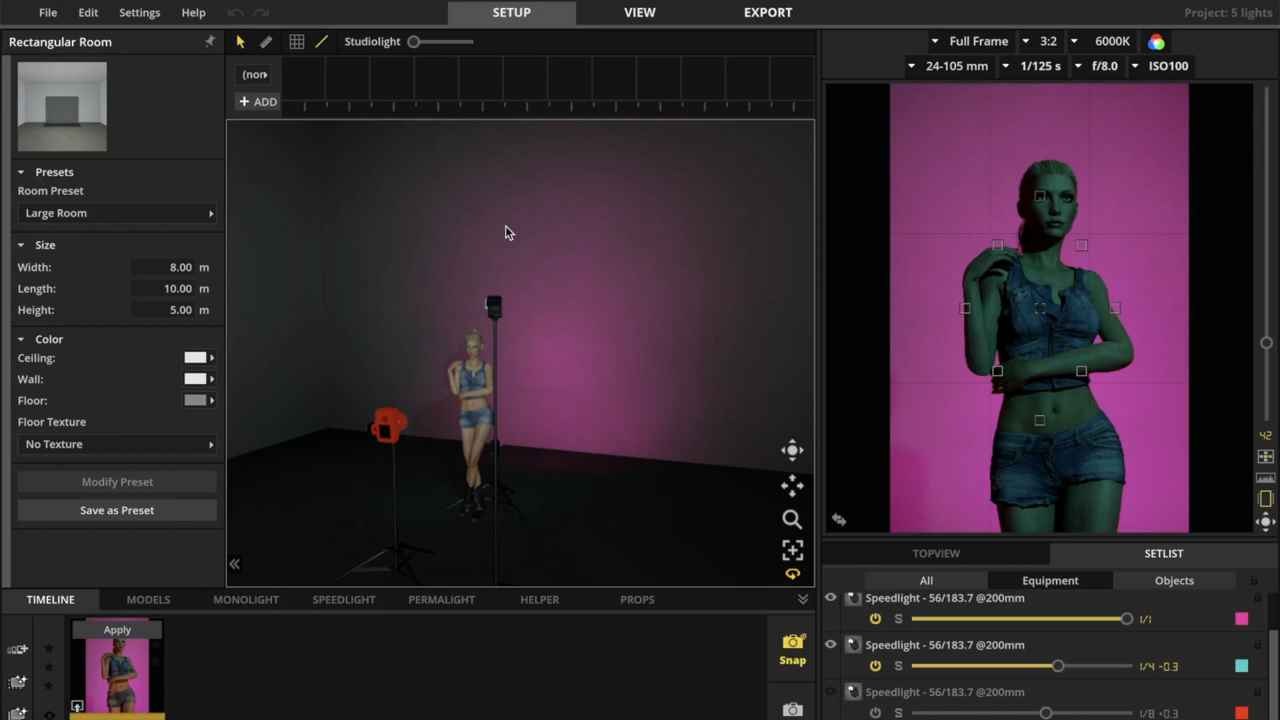 File Edit Settings Help SETUP VIEW EXPORT Project: 5 lights
Rectangular Room
Studiolight
Full Frame 3:2 6000K
24-105 mm 1/125 s f/8.0 ISO100
+ ADD
Presets
Room Preset
Large Room
Size
Width: 8.00 m
Length: 10.00 m
Height: 5.00 m
Color
Ceiling:
Wall:
Floor:
Floor Texture
No Texture
Modify Preset
Save as Preset
42
TOPVIEW SETLIST
All Equipment Objects
Speedlight - 56/183.7 @200mm
S 1/1
Speedlight - 56/183.7 @200mm
S 1/4 -0.3
Speedlight - 56/183.7 @200mm
S 1/8 +0.3
TIMELINE MODELS MONOLIGHT SPEEDLIGHT PERMALIGHT HELPER PROPS
Apply
Snap